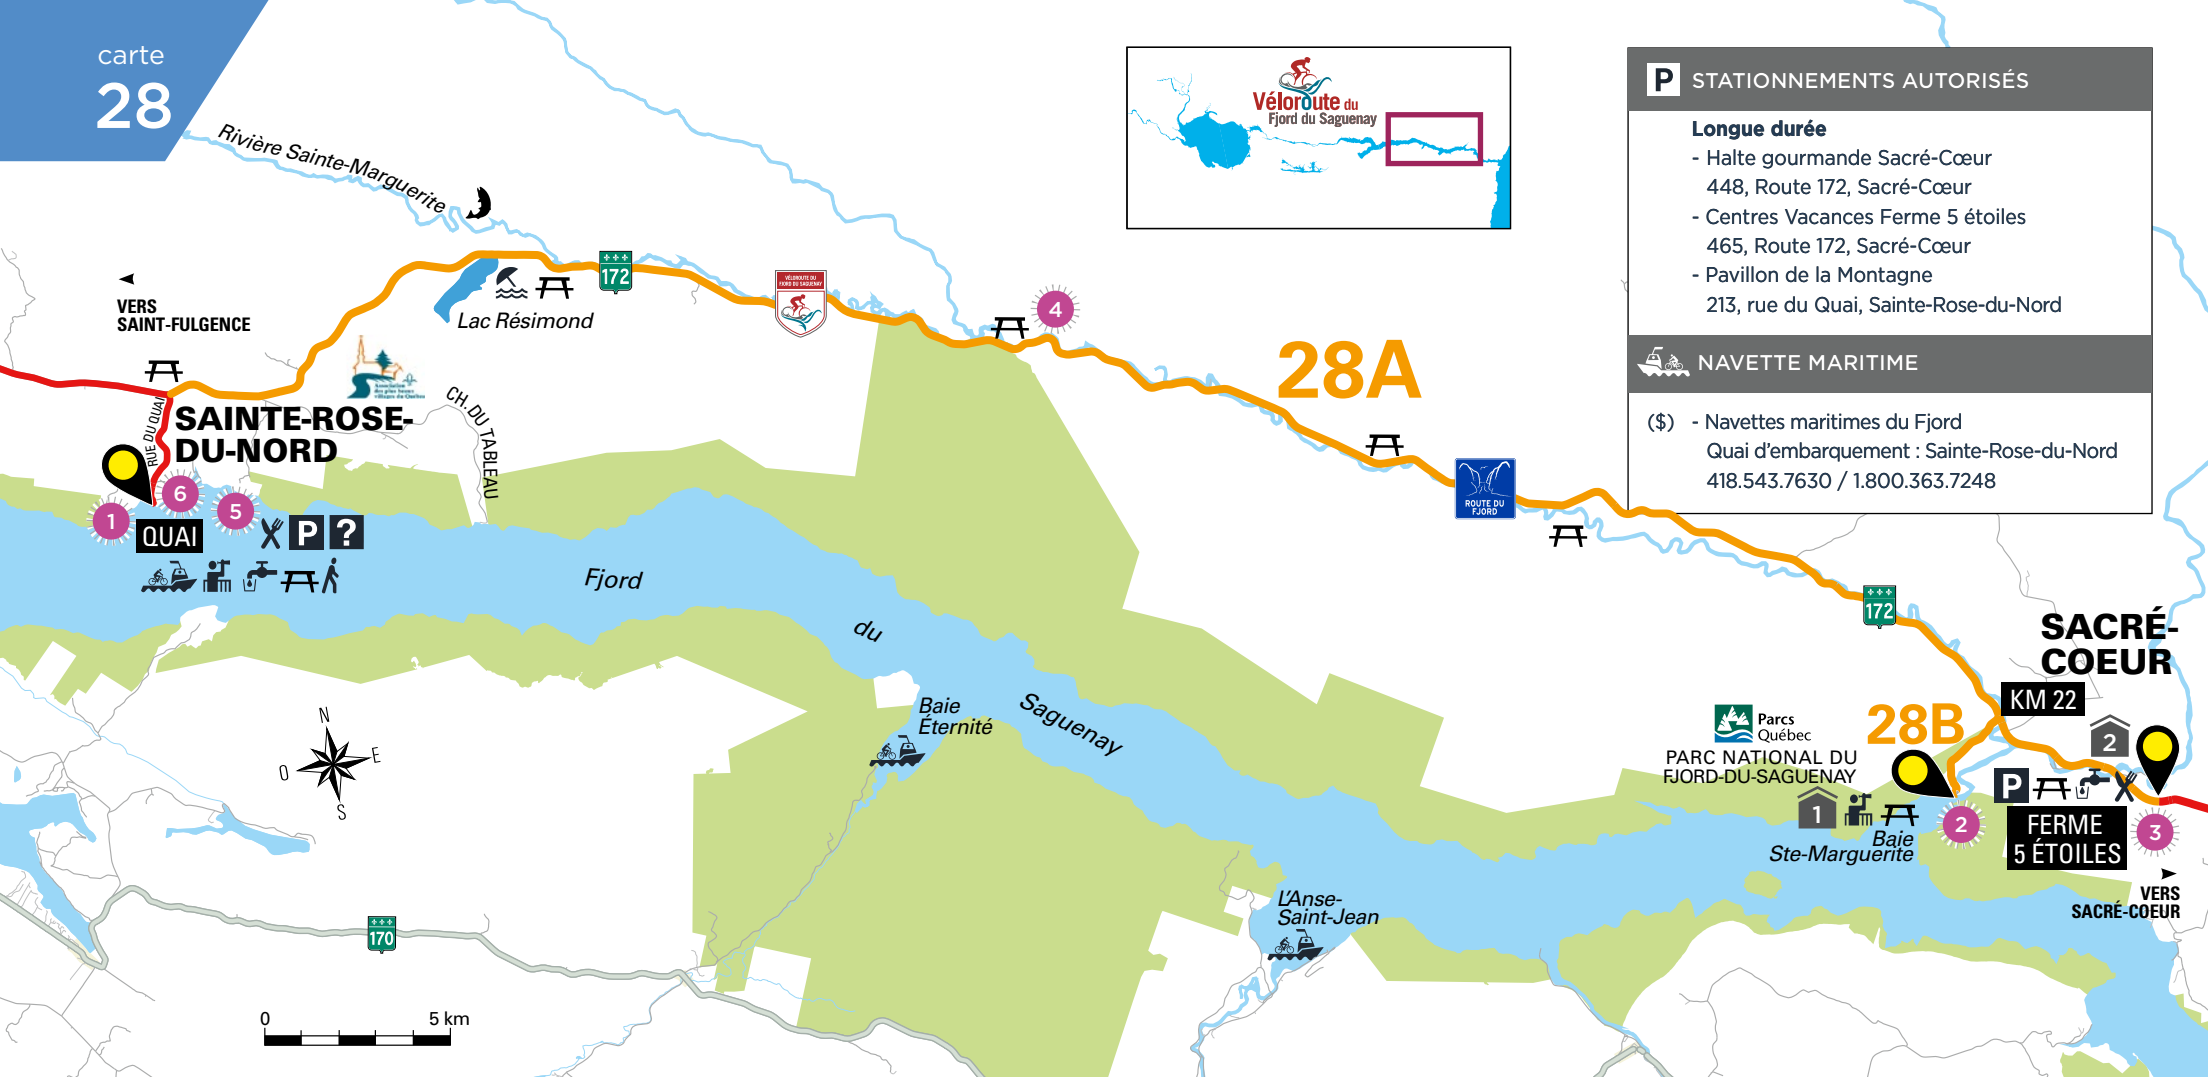 carte
28
Rivière Sainte-Marguerite
VERS
SAINT-FULGENCE
RUE DU QUAI
SAINTE-ROSE-
DU-NORD
1
6
5
QUAI
P
?
CH. DU TABLEAU
Lac Résimond
172
VÉLOROUTE DU
FJORD DU SAGUENAY
4
28A
Véloroute du
Fjord du Saguenay
P STATIONNEMENTS AUTORISÉS
Longue durée
- Halte gourmande Sacré-Cœur
448, Route 172, Sacré-Cœur
- Centres Vacances Ferme 5 étoiles
465, Route 172, Sacré-Cœur
- Pavillon de la Montagne
213, rue du Quai, Sainte-Rose-du-Nord
NAVETTE MARITIME
($) - Navettes maritimes du Fjord
Quai d'embarquement : Sainte-Rose-du-Nord
418.543.7630 / 1.800.363.7248
ROUTE DU
FJORD
172
SACRÉ-
COEUR
KM 22
28B
Parcs
Québec
PARC NATIONAL DU
FJORD-DU-SAGUENAY
1
Baie
Ste-Marguerite
2
2
P
FERME
5 ÉTOILES
3
VERS
SACRÉ-COEUR
Fjord
du
Saguenay
Baie
Éternité
L'Anse-
Saint-Jean
N
E
S
O
170
0
5 km